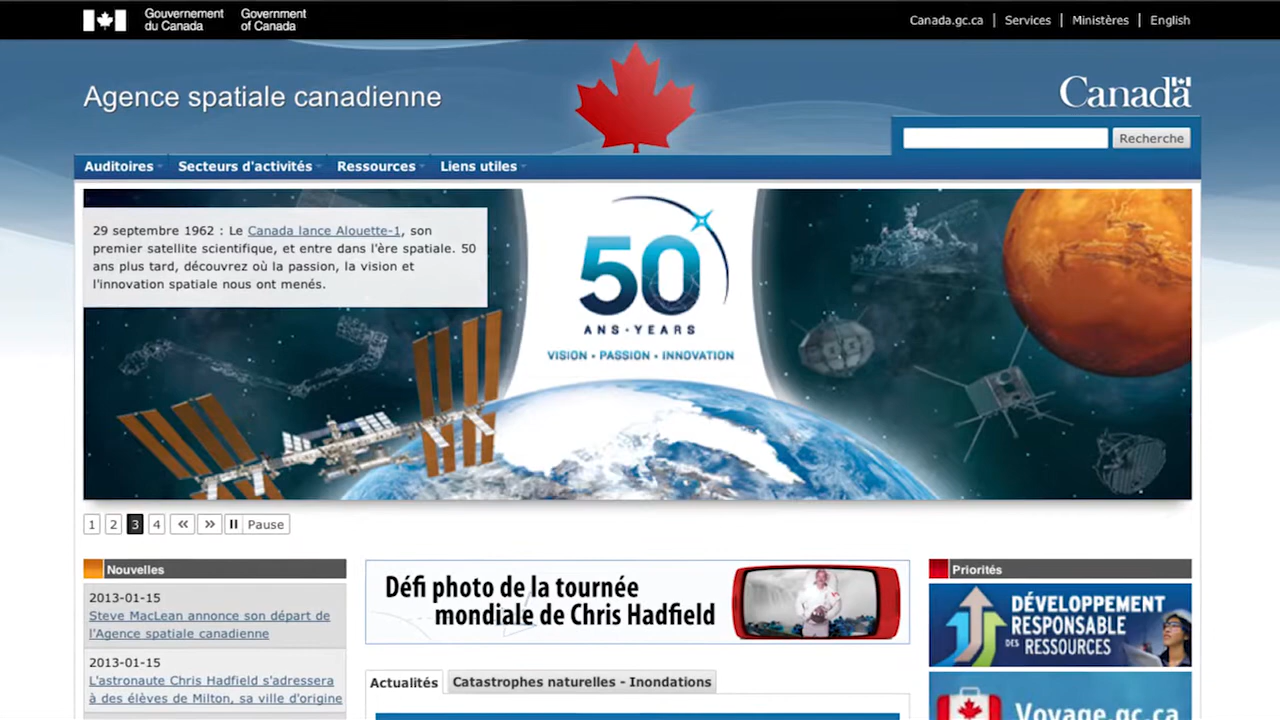 Gouvernement
du Canada
Government
of Canada
Canada.gc.ca
Services
Ministères
English
Agence spatiale canadienne
Canada
Recherche
Auditoires
Secteurs d'activités
Ressources
Liens utiles
29 septembre 1962 : Le Canada lance Alouette-1, son
premier satellite scientifique, et entre dans l'ère spatiale. 50
ans plus tard, découvrez où la passion, la vision et
l'innovation spatiale nous ont menés.
50
ANS·YEARS
VISION • PASSION • INNOVATION
1 2 3 4 « » Pause
Nouvelles
2013-01-15
Steve MacLean annonce son départ de
l'Agence spatiale canadienne
2013-01-15
L'astronaute Chris Hadfield s'adressera
à des élèves de Milton, sa ville d'origine
Défi photo de la tournée
mondiale de Chris Hadfield
Actualités
Catastrophes naturelles - Inondations
Priorités
DÉVELOPPEMENT
RESPONSABLE
DES RESSOURCES
Voyage.gc.ca